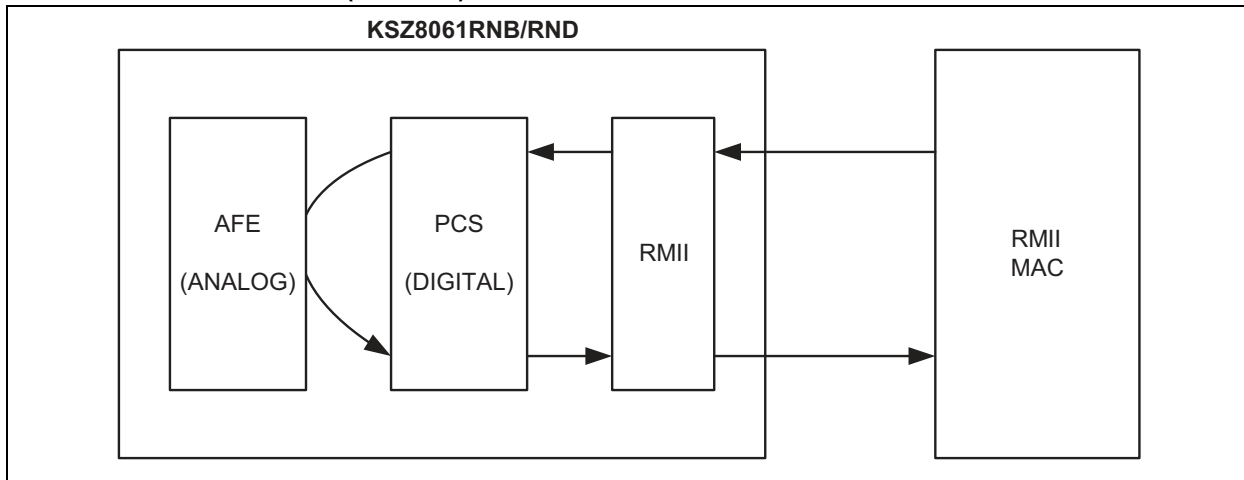 KSZ8061RNB/RND
AFE
(ANALOG)
PCS
(DIGITAL)
RMII
RMII
MAC